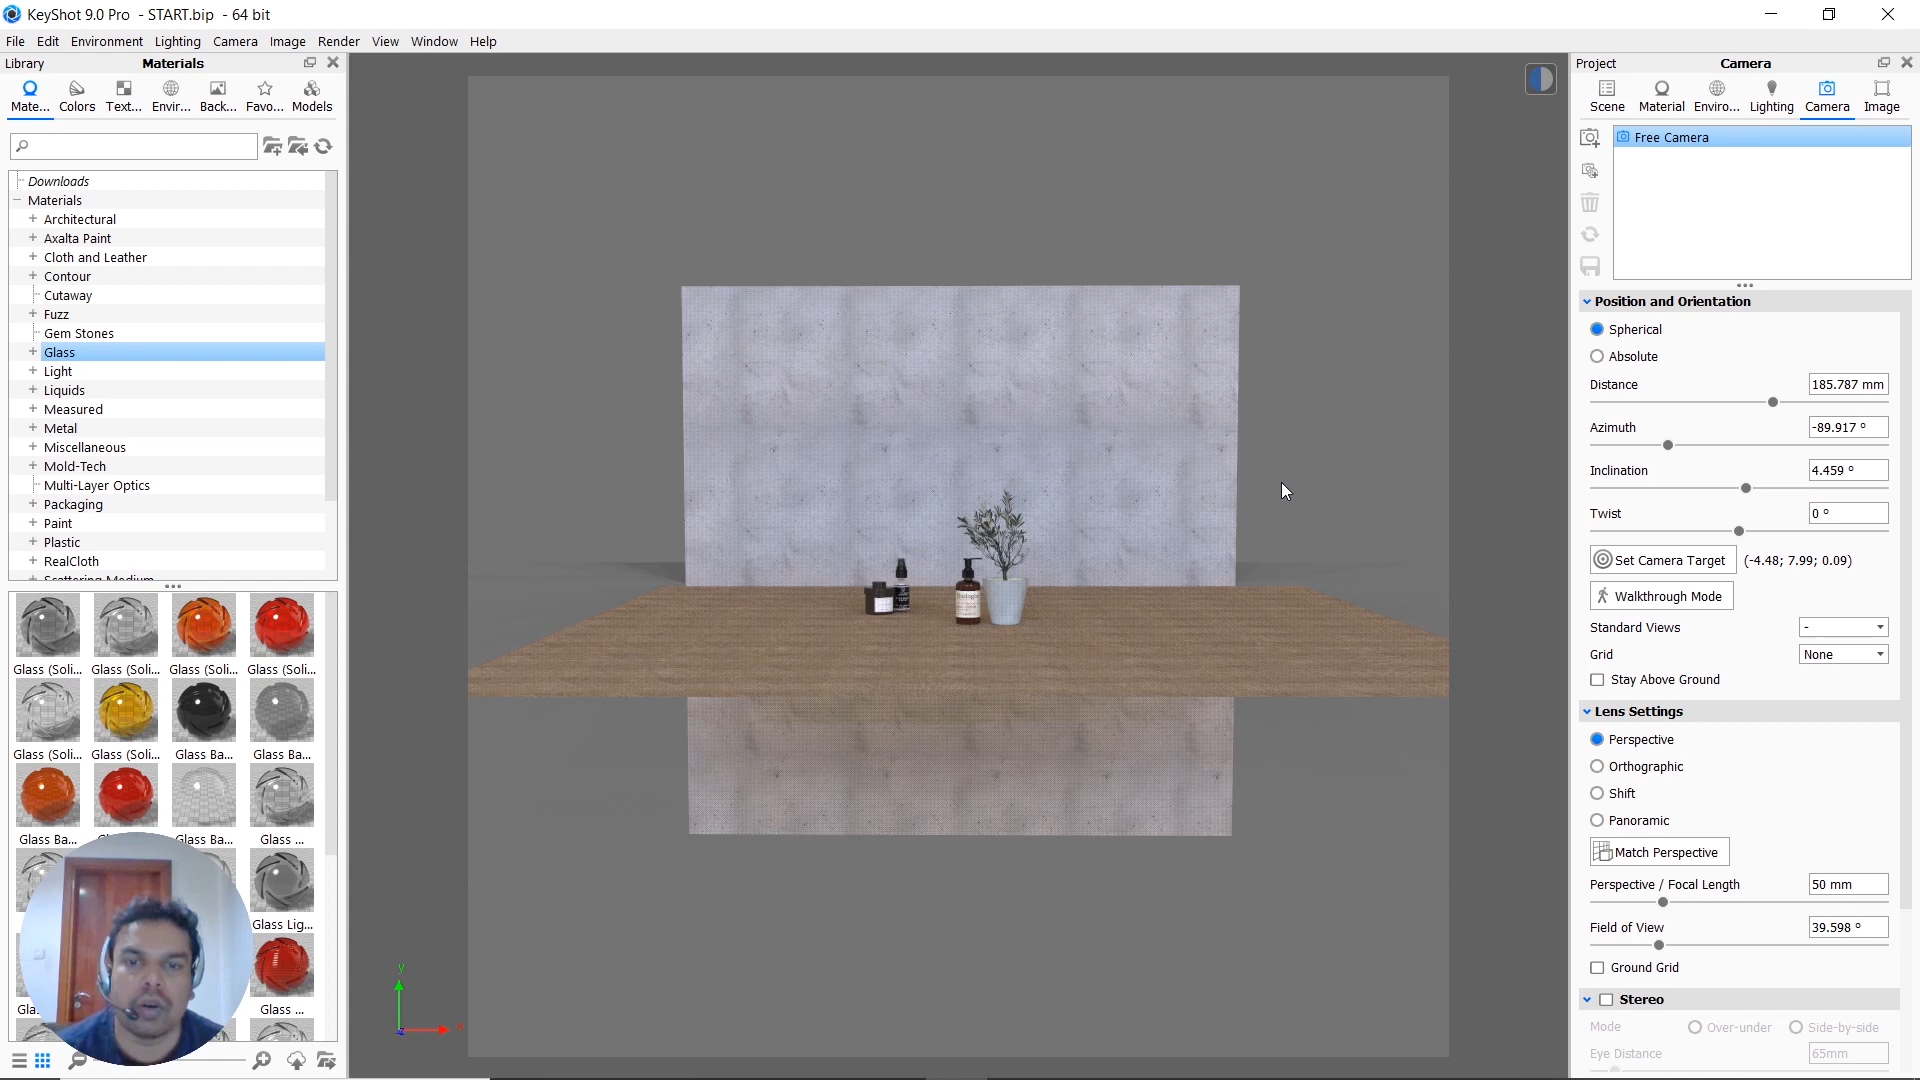 KeyShot 9.0 Pro - START.bip - 64 bit
File Edit Environment Lighting Camera Image Render View Window Help
Library Materials
Mate... Colors Text... Envir... Back... Favo... Models
Downloads
Materials
Architectural
Axalta Paint
Cloth and Leather
Contour
Cutaway
Fuzz
Gem Stones
Glass
Light
Liquids
Measured
Metal
Miscellaneous
Mold-Tech
Multi-Layer Optics
Packaging
Paint
Plastic
RealCloth
Scattering Medium
Glass (Soli... Glass (Soli... Glass (Soli... Glass (Soli...
Glass (Soli... Glass (Soli... Glass Ba... Glass Ba...
Glass Ba... Glass Ba... Glass ...
Glass Lig...
Glass ...
y
x
z
Project Camera
Scene Material Enviro... Lighting Camera Image
Free Camera
Position and Orientation
Spherical
Absolute
Distance 185.787 mm
Azimuth -89.917 °
Inclination 4.459 °
Twist 0 °
Set Camera Target (-4.48; 7.99; 0.09)
Walkthrough Mode
Standard Views -
Grid None
Stay Above Ground
Lens Settings
Perspective
Orthographic
Shift
Panoramic
Match Perspective
Perspective / Focal Length 50 mm
Field of View 39.598 °
Ground Grid
Stereo
Mode Over-under Side-by-side
Eye Distance 65mm